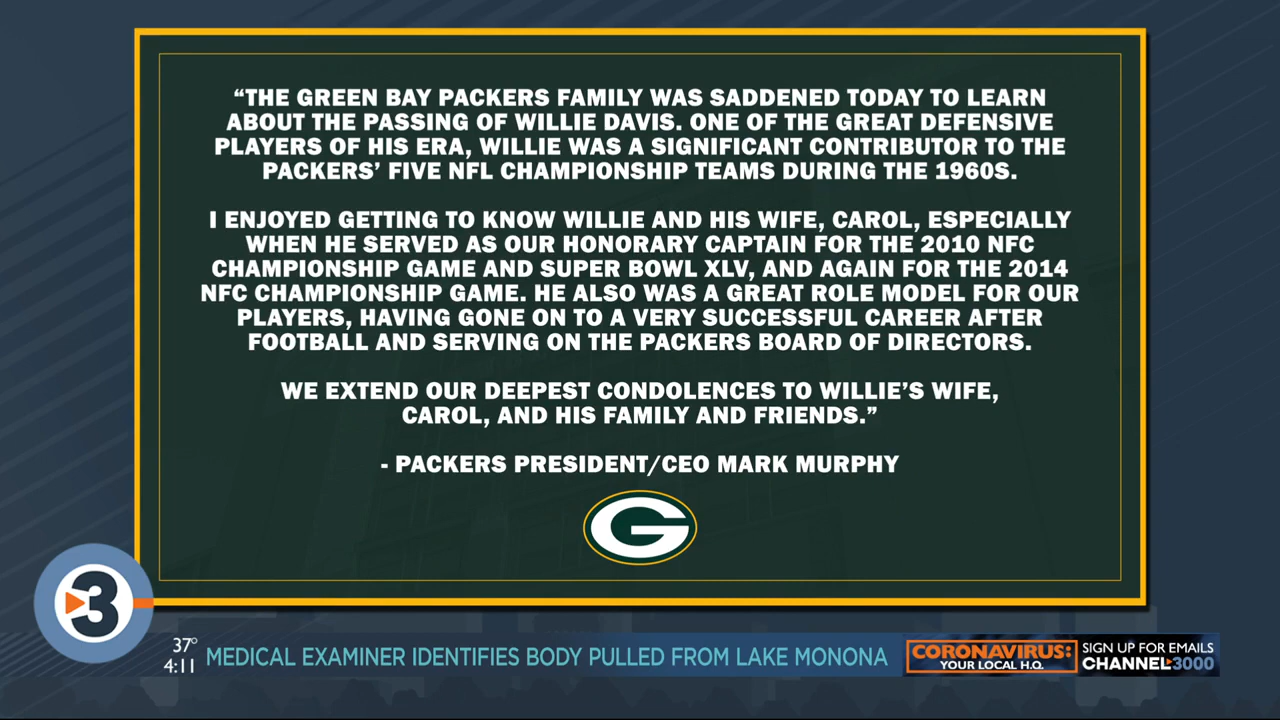 “THE GREEN BAY PACKERS FAMILY WAS SADDENED TODAY TO LEARN
ABOUT THE PASSING OF WILLIE DAVIS. ONE OF THE GREAT DEFENSIVE
PLAYERS OF HIS ERA, WILLIE WAS A SIGNIFICANT CONTRIBUTOR TO THE
PACKERS’ FIVE NFL CHAMPIONSHIP TEAMS DURING THE 1960S.
I ENJOYED GETTING TO KNOW WILLIE AND HIS WIFE, CAROL, ESPECIALLY
WHEN HE SERVED AS OUR HONORARY CAPTAIN FOR THE 2010 NFC
CHAMPIONSHIP GAME AND SUPER BOWL XLV, AND AGAIN FOR THE 2014
NFC CHAMPIONSHIP GAME. HE ALSO WAS A GREAT ROLE MODEL FOR OUR
PLAYERS, HAVING GONE ON TO A VERY SUCCESSFUL CAREER AFTER
FOOTBALL AND SERVING ON THE PACKERS BOARD OF DIRECTORS.
WE EXTEND OUR DEEPEST CONDOLENCES TO WILLIE’S WIFE,
CAROL, AND HIS FAMILY AND FRIENDS.”
- PACKERS PRESIDENT/CEO MARK MURPHY
G
3
37°
4:11
MEDICAL EXAMINER IDENTIFIES BODY PULLED FROM LAKE MONONA
CORONAVIRUS:
YOUR LOCAL H.Q.
SIGN UP FOR EMAILS
CHANNEL3000